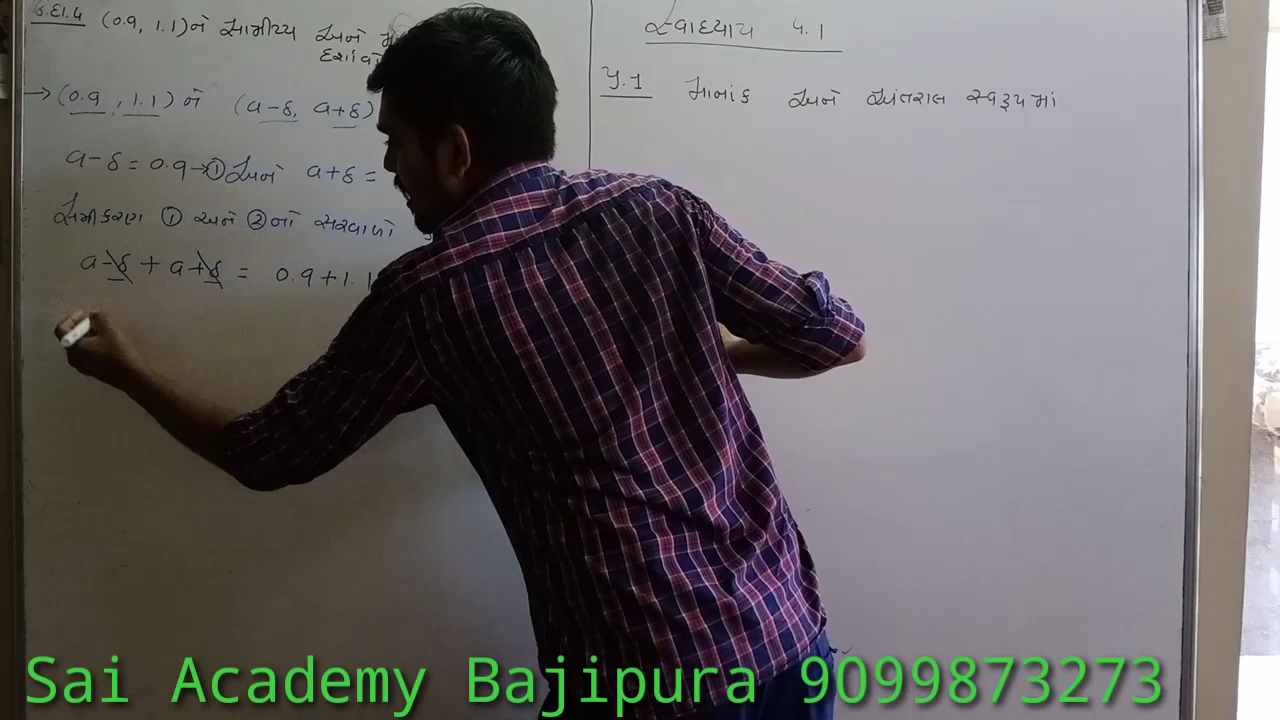 ઉદા.4 (0.9, 1.1)ને સામીપ્ય અને
દર્શાવો
→ (0.9, 1.1) ને (a-δ, a+δ)
a-δ = 0.9 →① અને a+δ =
સમીકરણ ① અને ②નો સરવાળો
a-δ + a+δ = 0.9+1.1
સ્વાધ્યાય 5.1
પ્ર.1 માનાંક અને અંતરાલ સ્વરૂપમાં
Sai Academy Bajipura 9099873273